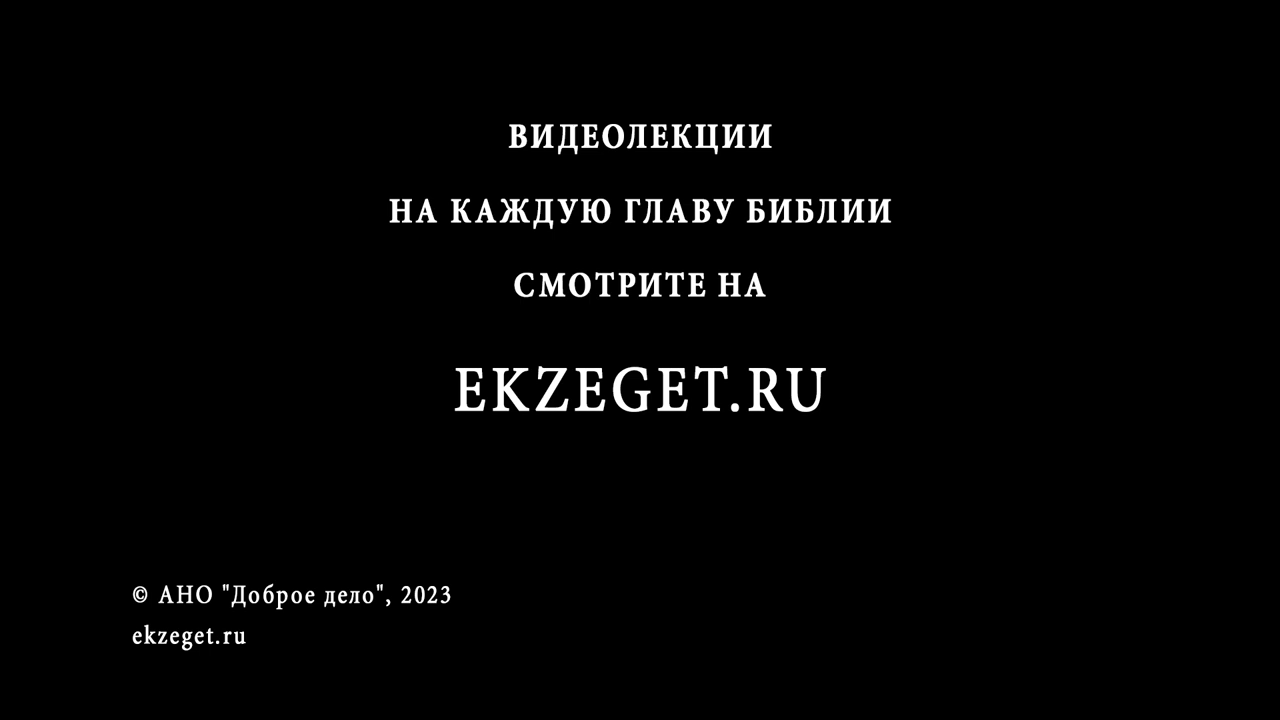 ВИДЕОЛЕКЦИИ
НА КАЖДУЮ ГЛАВУ БИБЛИИ
СМОТРИТЕ НА
EKZEGET.RU
© АНО "Доброе дело", 2023
ekzeget.ru